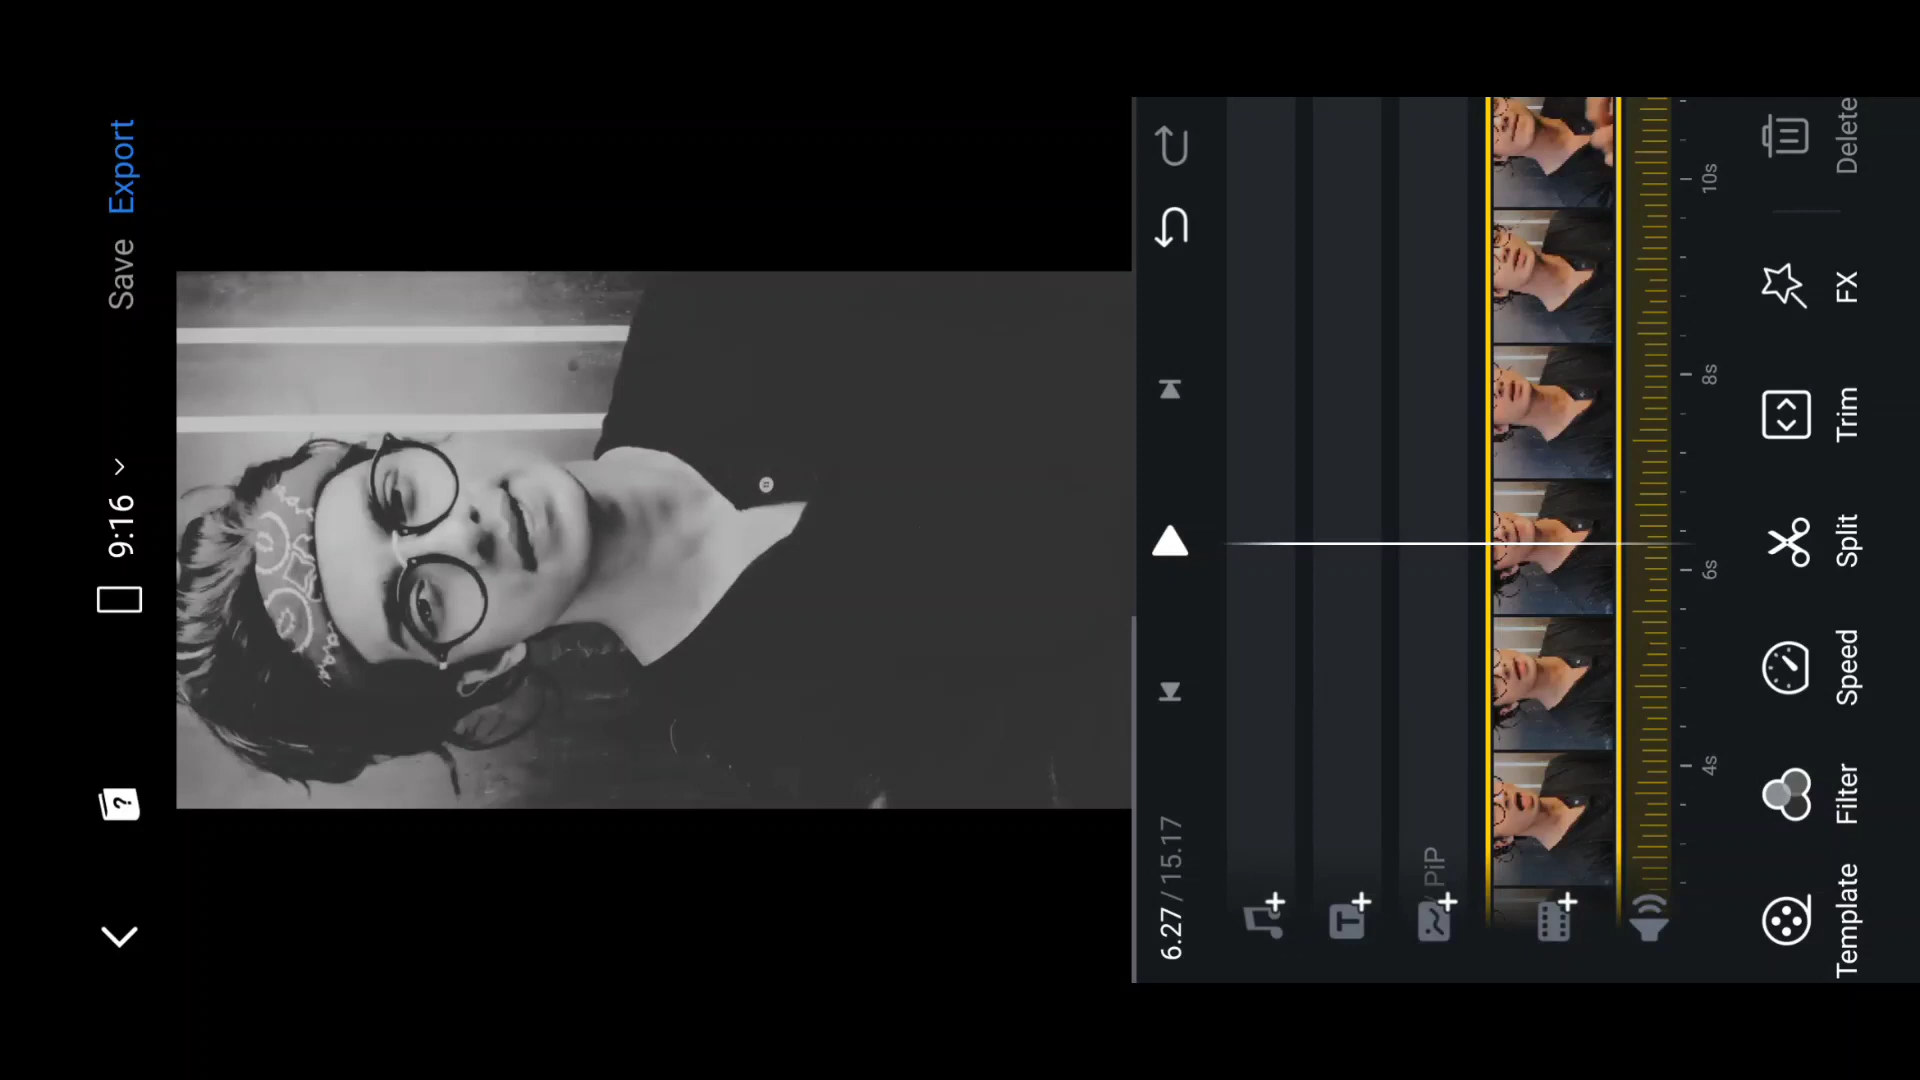 9:16 Save Export
6.27 / 15.17
PiP
4s 6s 8s 10s
Template Filter Speed Split Trim FX Delete